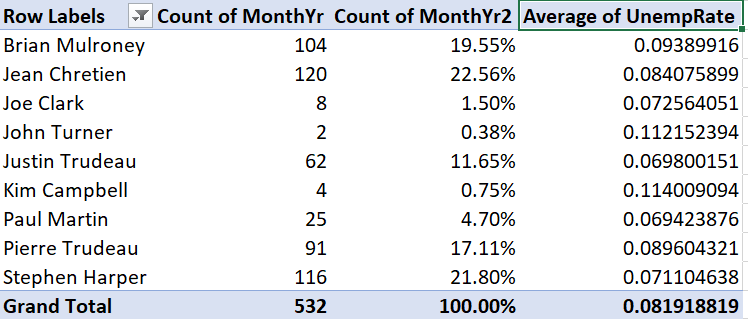 Row Labels Count of MonthYr Count of MonthYr2 Average of UnempRate
Brian Mulroney 104 19.55% 0.09389916
Jean Chretien 120 22.56% 0.084075899
Joe Clark 8 1.50% 0.072564051
John Turner 2 0.38% 0.112152394
Justin Trudeau 62 11.65% 0.069800151
Kim Campbell 4 0.75% 0.114009094
Paul Martin 25 4.70% 0.069423876
Pierre Trudeau 91 17.11% 0.089604321
Stephen Harper 116 21.80% 0.071104638
Grand Total 532 100.00% 0.081918819